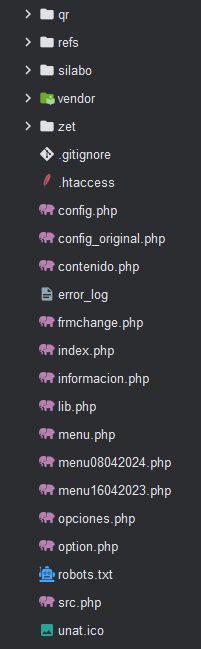 qr
refs
silabo
vendor
zet
.gitignore
.htaccess
config.php
config_original.php
contenido.php
error_log
frmchange.php
index.php
informacion.php
lib.php
menu.php
menu08042024.php
menu16042023.php
opciones.php
option.php
robots.txt
src.php
unat.ico